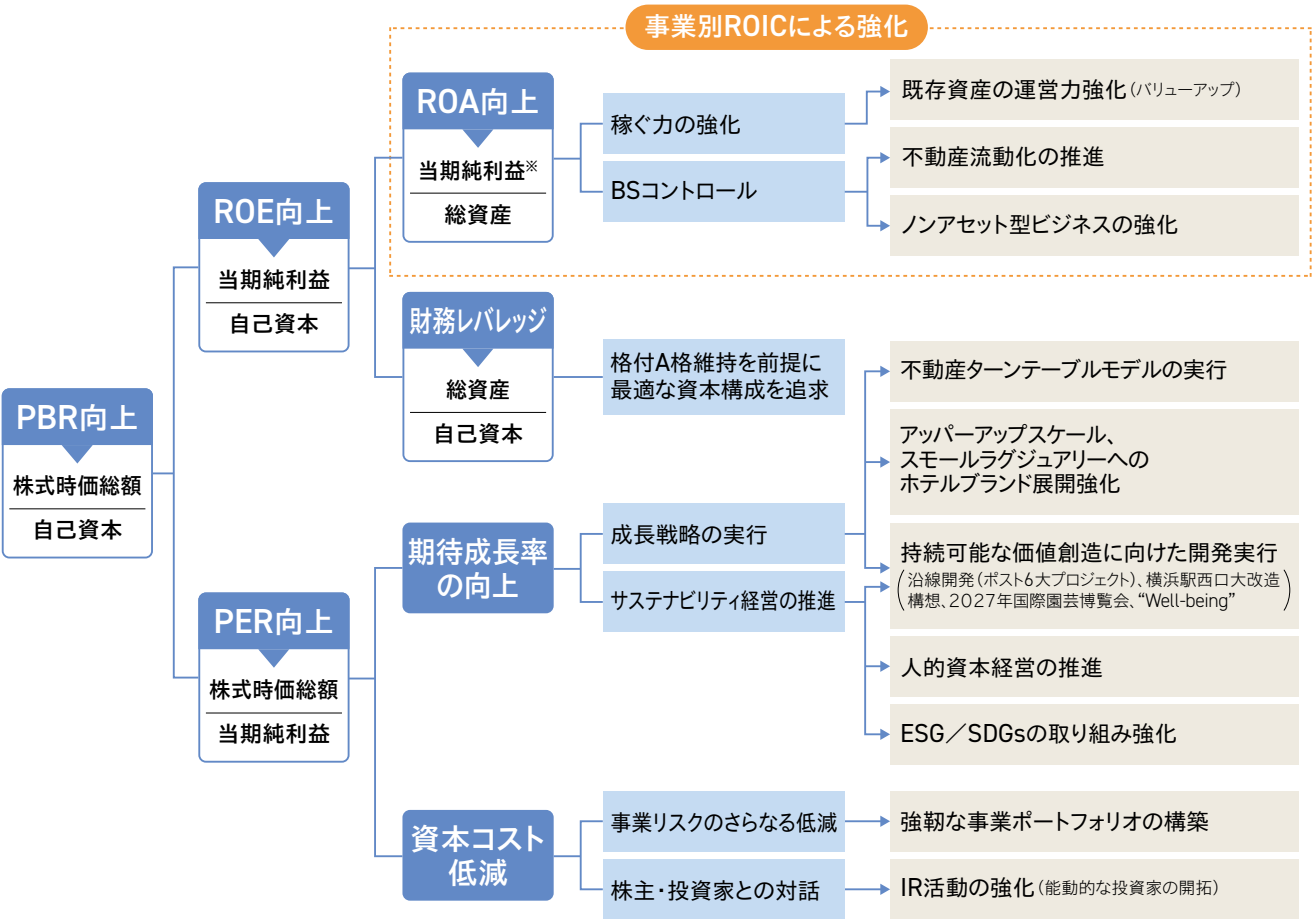 事業別ROICによる強化
PBR向上
株式時価総額
自己資本
ROE向上
当期純利益
自己資本
ROA向上
当期純利益※
総資産
稼ぐ力の強化
BSコントロール
既存資産の運営力強化(バリューアップ)
不動産流動化の推進
ノンアセット型ビジネスの強化
財務レバレッジ
総資産
自己資本
格付A格維持を前提に
最適な資本構成を追求
PER向上
株式時価総額
当期純利益
期待成長率
の向上
成長戦略の実行
サステナビリティ経営の推進
不動産ターンテーブルモデルの実行
アッパーアップスケール、
スモールラグジュアリーへの
ホテルブランド展開強化
持続可能な価値創造に向けた開発実行
(沿線開発(ポスト6大プロジェクト)、横浜駅西口大改造
構想、2027年国際園芸博覧会、“Well-being”)
人的資本経営の推進
ESG/SDGsの取り組み強化
資本コスト
低減
事業リスクのさらなる低減
株主・投資家との対話
強靭な事業ポートフォリオの構築
IR活動の強化(能動的な投資家の開拓)